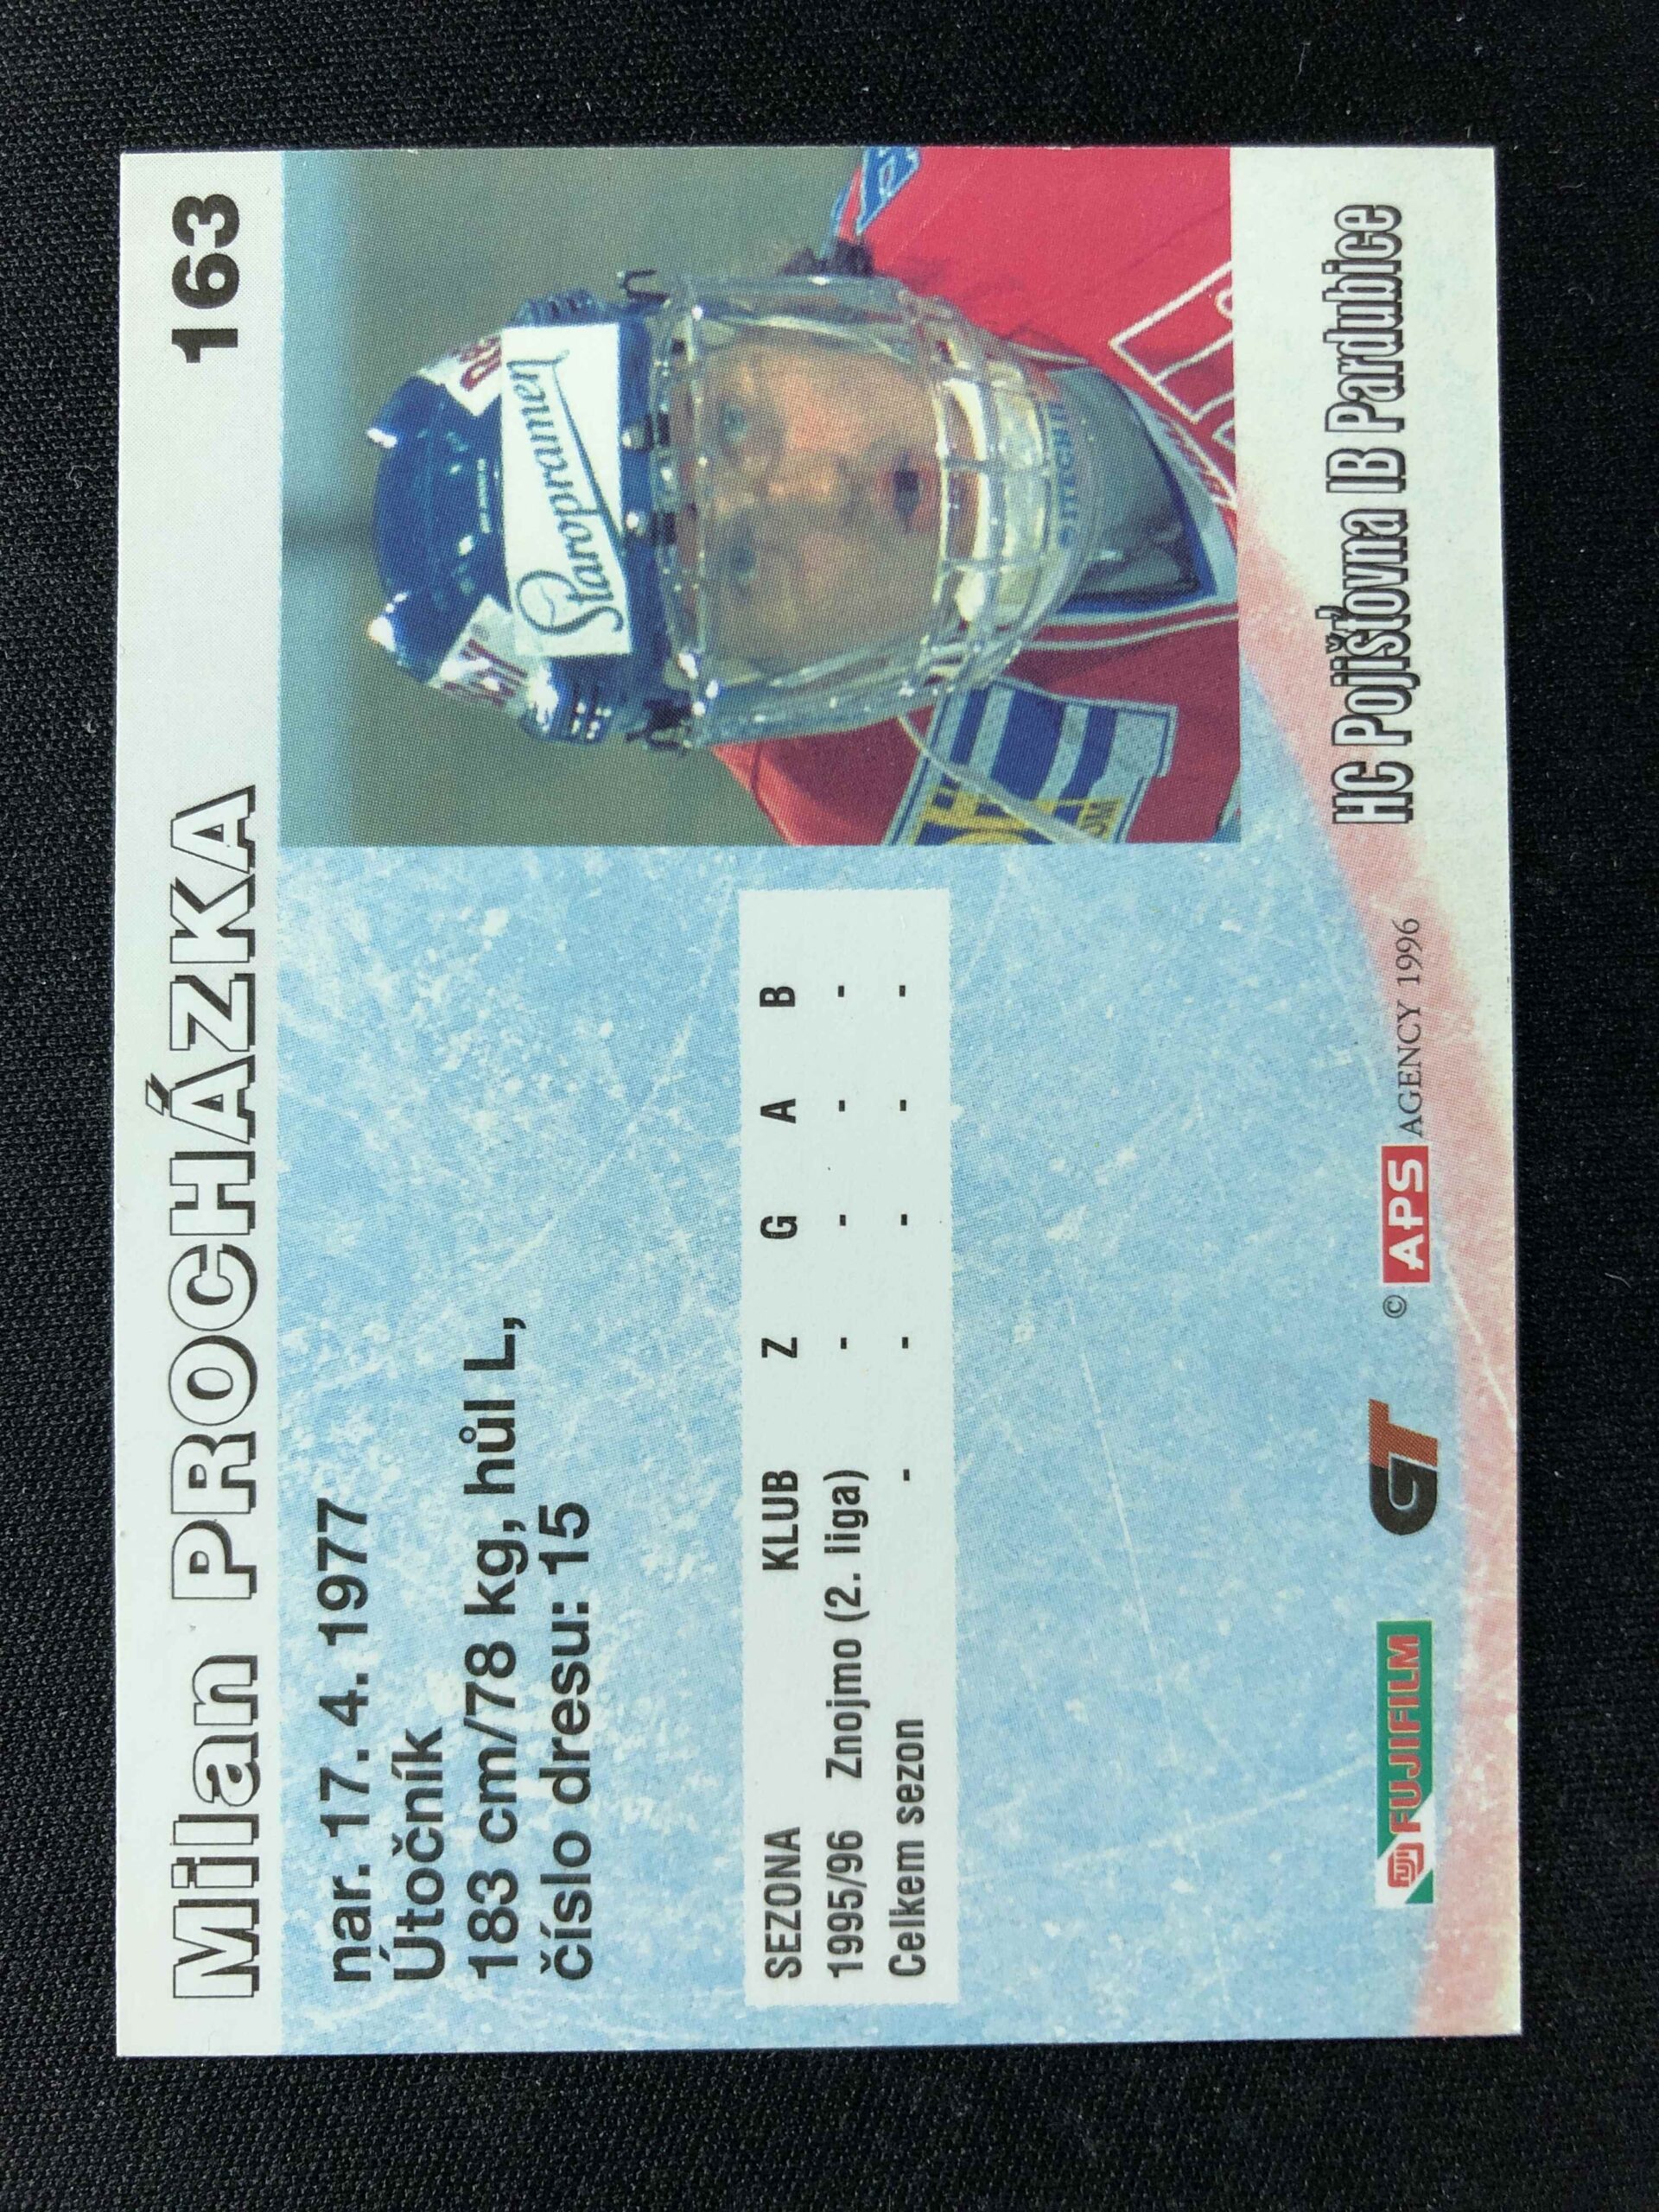 Milan PROCHÁZKA 163
nar. 17. 4. 1977
Útočník
183 cm/78 kg, hůl L,
číslo dresu: 15
Staropramen
SEZONA KLUB Z G A B
1995/96 Znojmo (2. liga) - - - -
Celkem sezon - - - - -
HC Pojišťovna IB Pardubice
FUJI FUJIFILM GT © APS AGENCY 1996